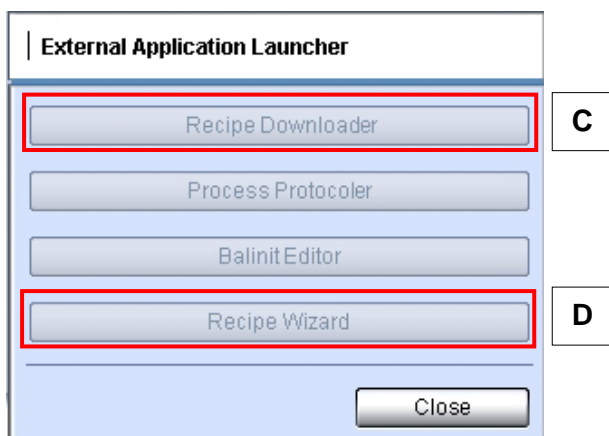 External Application Launcher
Recipe Downloader
C
Process Protocoler
Balinit Editor
Recipe Wizard
D
Close